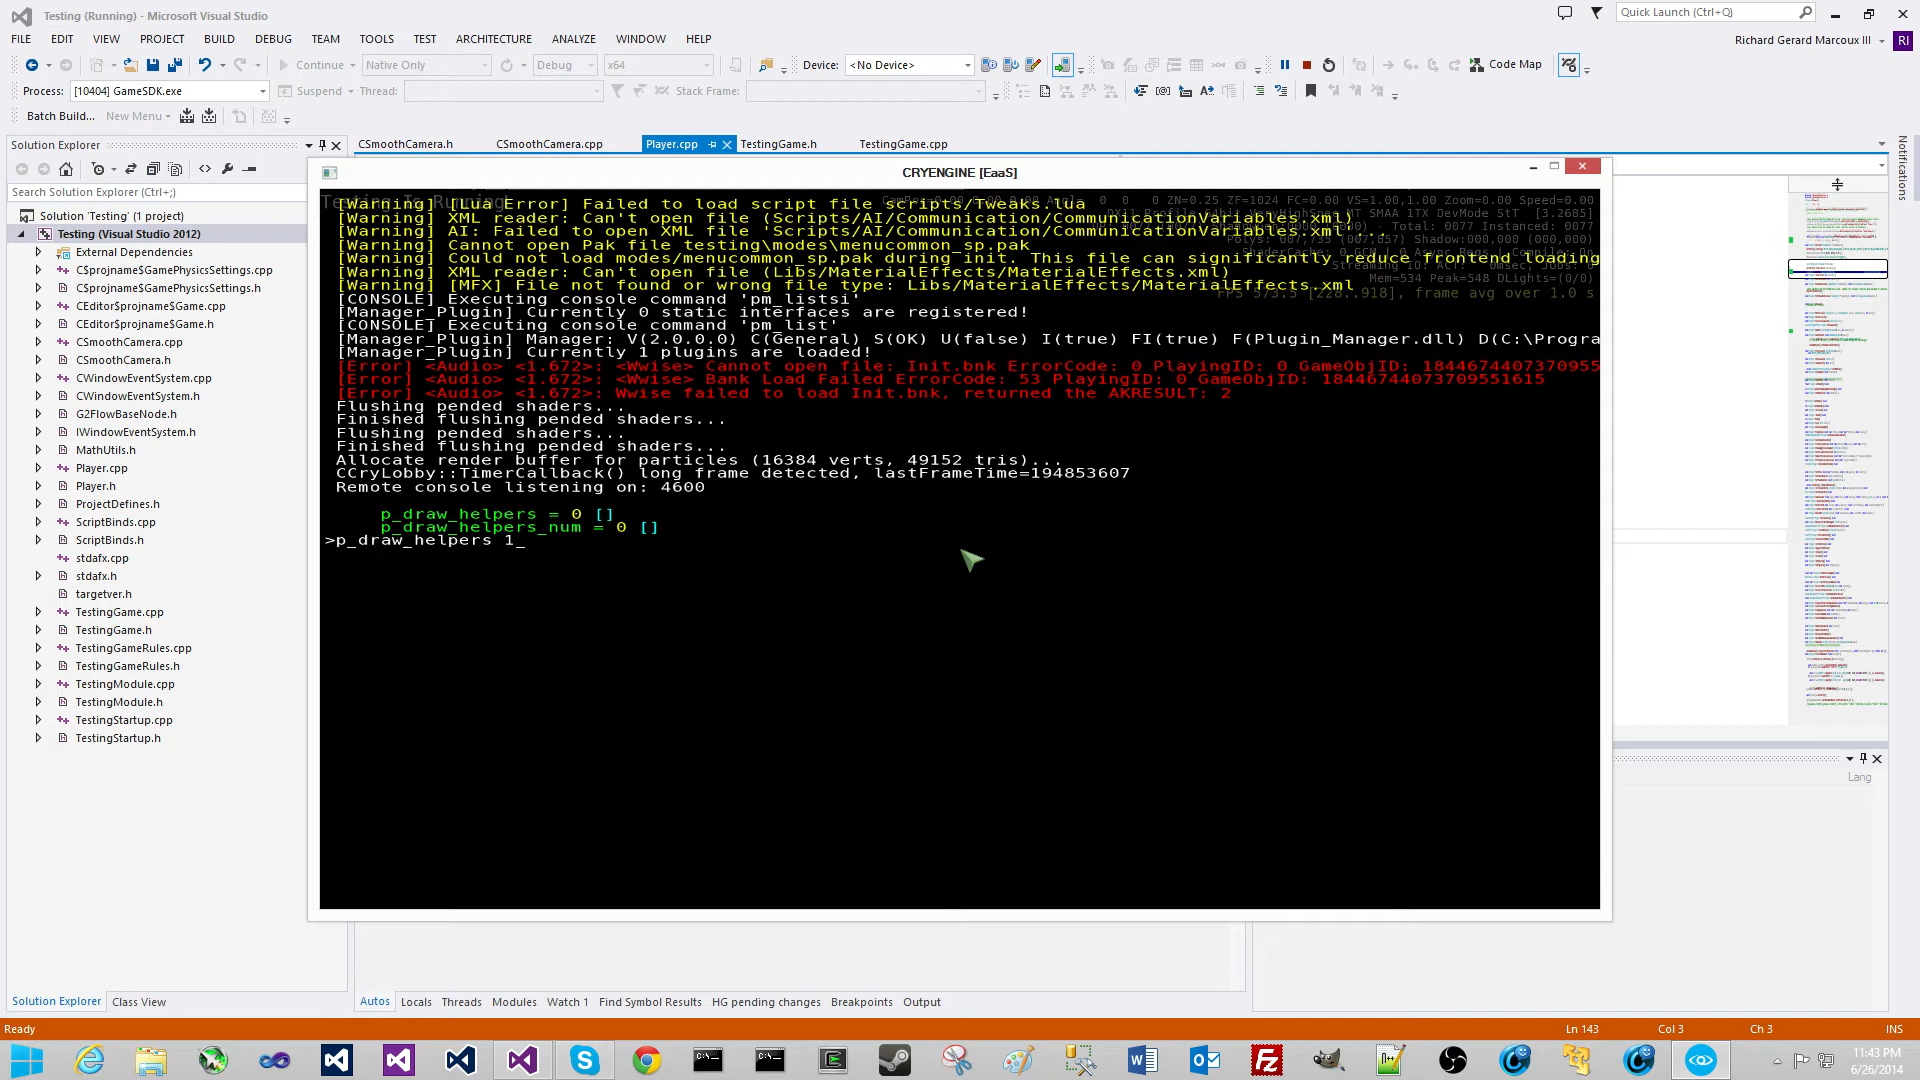 Testing (Running) - Microsoft Visual Studio
Quick Launch (Ctrl+Q)
FILE EDIT VIEW PROJECT BUILD DEBUG TEAM TOOLS TEST ARCHITECTURE ANALYZE WINDOW HELP
Richard Gerard Marcoux III RI
Continue Native Only Debug x64 Device: <No Device> Code Map
Process: [10404] GameSDK.exe Suspend Thread: Stack Frame:
Batch Build... New Menu
Solution Explorer
CSmoothCamera.h CSmoothCamera.cpp Player.cpp TestingGame.h TestingGame.cpp
Notifications
Search Solution Explorer (Ctrl+;)
Solution 'Testing' (1 project)
Testing (Visual Studio 2012)
External Dependencies
C$projname$GamePhysicsSettings.cpp
C$projname$GamePhysicsSettings.h
CEditor$projname$Game.cpp
CEditor$projname$Game.h
CSmoothCamera.cpp
CSmoothCamera.h
CWindowEventSystem.cpp
CWindowEventSystem.h
G2FlowBaseNode.h
IWindowEventSystem.h
MathUtils.h
Player.cpp
Player.h
ProjectDefines.h
ScriptBinds.cpp
ScriptBinds.h
stdafx.cpp
stdafx.h
targetver.h
TestingGame.cpp
TestingGame.h
TestingGameRules.cpp
TestingGameRules.h
TestingModule.cpp
TestingModule.h
TestingStartup.cpp
TestingStartup.h
CRYENGINE [EaaS]
Testing Is Running
[Warning] [Lua Error] Failed to load script file scripts/Tweaks.lua
[Warning] XML reader: Can't open file (Scripts/AI/Communication/CommunicationVariables.xml)
[Warning] AI: Failed to open XML file 'Scripts/AI/Communication/CommunicationVariables.xml'...
[Warning] Cannot open Pak file testing\modes\menucommon_sp.pak
[Warning] Could not load modes/menucommon_sp.pak during init. This file can significantly reduce frontend loading
[Warning] XML reader: Can't open file (Libs/MaterialEffects/MaterialEffects.xml)
[Warning] [MFX] File not found or wrong file type: Libs/MaterialEffects/MaterialEffects.xml
[CONSOLE] Executing console command 'pm_listsi'
[Manager_Plugin] Currently 0 static interfaces are registered!
[CONSOLE] Executing console command 'pm_list'
[Manager_Plugin] Manager: V(2.0.0.0) C(General) S(OK) U(false) I(true) FI(true) F(Plugin_Manager.dll) D(C:\Progra
[Manager_Plugin] Currently 1 plugins are loaded!
[Error] <Audio> <1.672>: <Wwise> Cannot open file: Init.bnk ErrorCode: 0 PlayingID: 0 GameObjID: 1844674407370955
[Error] <Audio> <1.672>: <Wwise> Bank Load Failed ErrorCode: 53 PlayingID: 0 GameObjID: 18446744073709551615
[Error] <Audio> <1.672>: Wwise failed to load Init.bnk, returned the AKRESULT: 2
Flushing pended shaders...
Finished flushing pended shaders...
Flushing pended shaders...
Finished flushing pended shaders...
Allocate render buffer for particles (16384 verts, 49152 tris)...
CCryLobby::TimerCallback() long frame detected, lastFrameTime=194853607
Remote console listening on: 4600
p_draw_helpers = 0 []
p_draw_helpers_num = 0 []
>p_draw_helpers 1_
Lang
Solution Explorer Class View
Autos Locals Threads Modules Watch 1 Find Symbol Results HG pending changes Breakpoints Output
Ready Ln 143 Col 3 Ch 3 INS
11:43 PM
6/26/2014